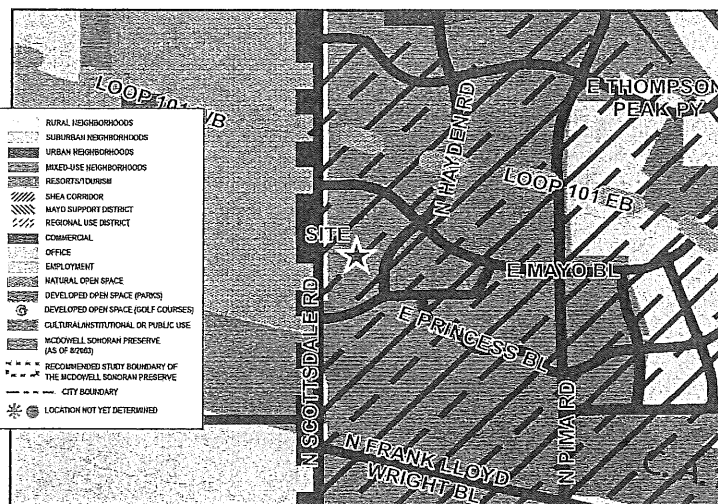 RURAL NEIGHBORHOODS
SUBURBAN NEIGHBORHOODS
URBAN NEIGHBORHOODS
MIXED-USE NEIGHBORHOODS
RESORTS/TOURISM
SHEA CORRIDOR
MAYO SUPPORT DISTRICT
REGIONAL USE DISTRICT
COMMERCIAL
OFFICE
EMPLOYMENT
NATURAL OPEN SPACE
DEVELOPED OPEN SPACE (PARKS)
DEVELOPED OPEN SPACE (GOLF COURSES)
CULTURAL/INSTITUTIONAL OR PUBLIC USE
MCDOWELL SONORAN PRESERVE
(AS OF 8/2003)
RECOMMENDED STUDY BOUNDARY OF
THE MCDOWELL SONORAN PRESERVE
CITY BOUNDARY
LOCATION NOT YET DETERMINED
LOOP 101 WB
E THOMPSON
PEAK PY
N HAYDEN RD
LOOP 101 EB
SITE
E MAYO BL
N SCOTTSDALE RD
E PRINCESS BL
N PIMA RD
N FRANK LLOYD
WRIGHT BL